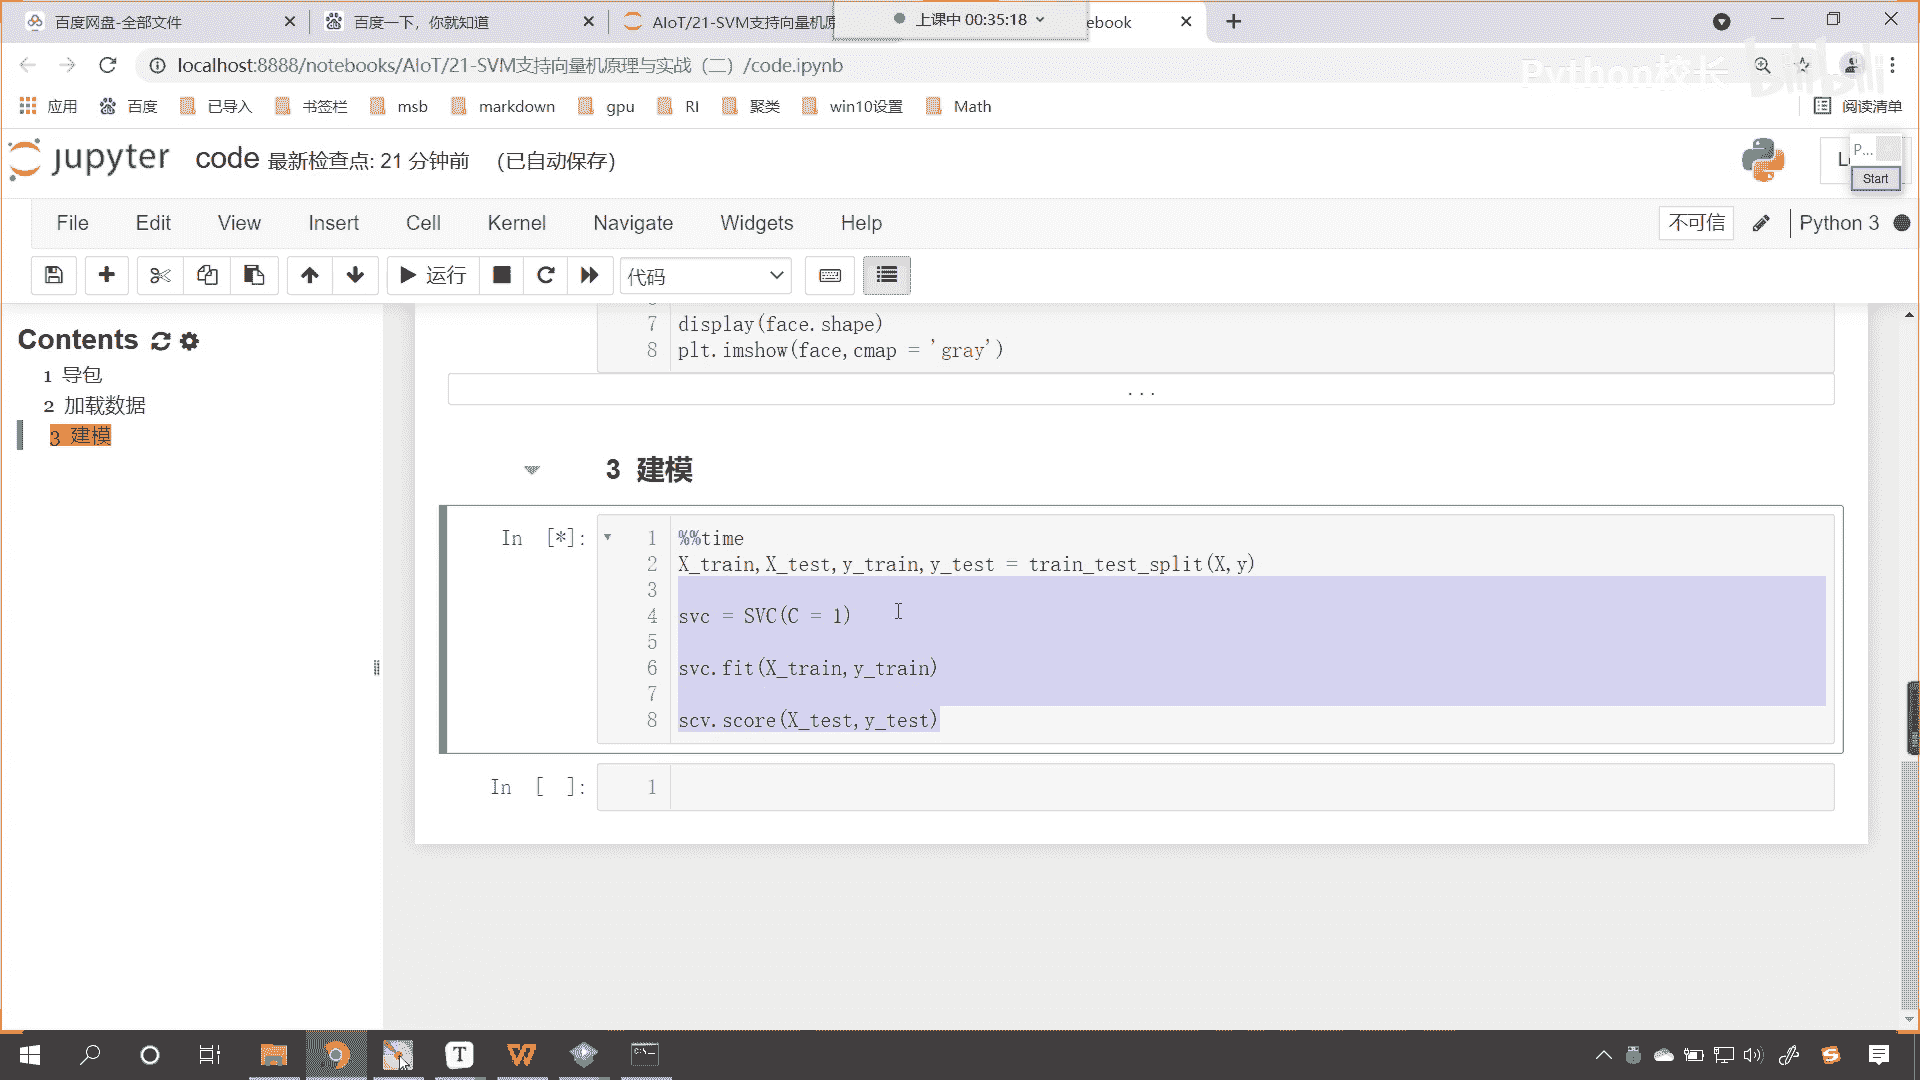 百度网盘-全部文件
百度一下，你就知道
AIoT/21-SVM支持向量机原
上课中 00:35:18
ebook
localhost:8888/notebooks/AIoT/21-SVM支持向量机原理与实战（二）/code.ipynb
Python校长
bilibili
应用
百度
已导入
书签栏
msb
markdown
gpu
RI
聚类
win10设置
Math
阅读清单
jupyter
code 最新检查点: 21 分钟前 (已自动保存)
P...
Start
File Edit View Insert Cell Kernel Navigate Widgets Help
不可信
Python 3
运行
代码
Contents
1 导包
2 加载数据
3 建模
7 display(face.shape)
8 plt.imshow(face,cmap = 'gray')
...
3 建模
In [*]:
1 %%time
2 X_train,X_test,y_train,y_test = train_test_split(X,y)
3
4 svc = SVC(C = 1)
5
6 svc.fit(X_train,y_train)
7
8 scv.score(X_test,y_test)
In [ ]:
1